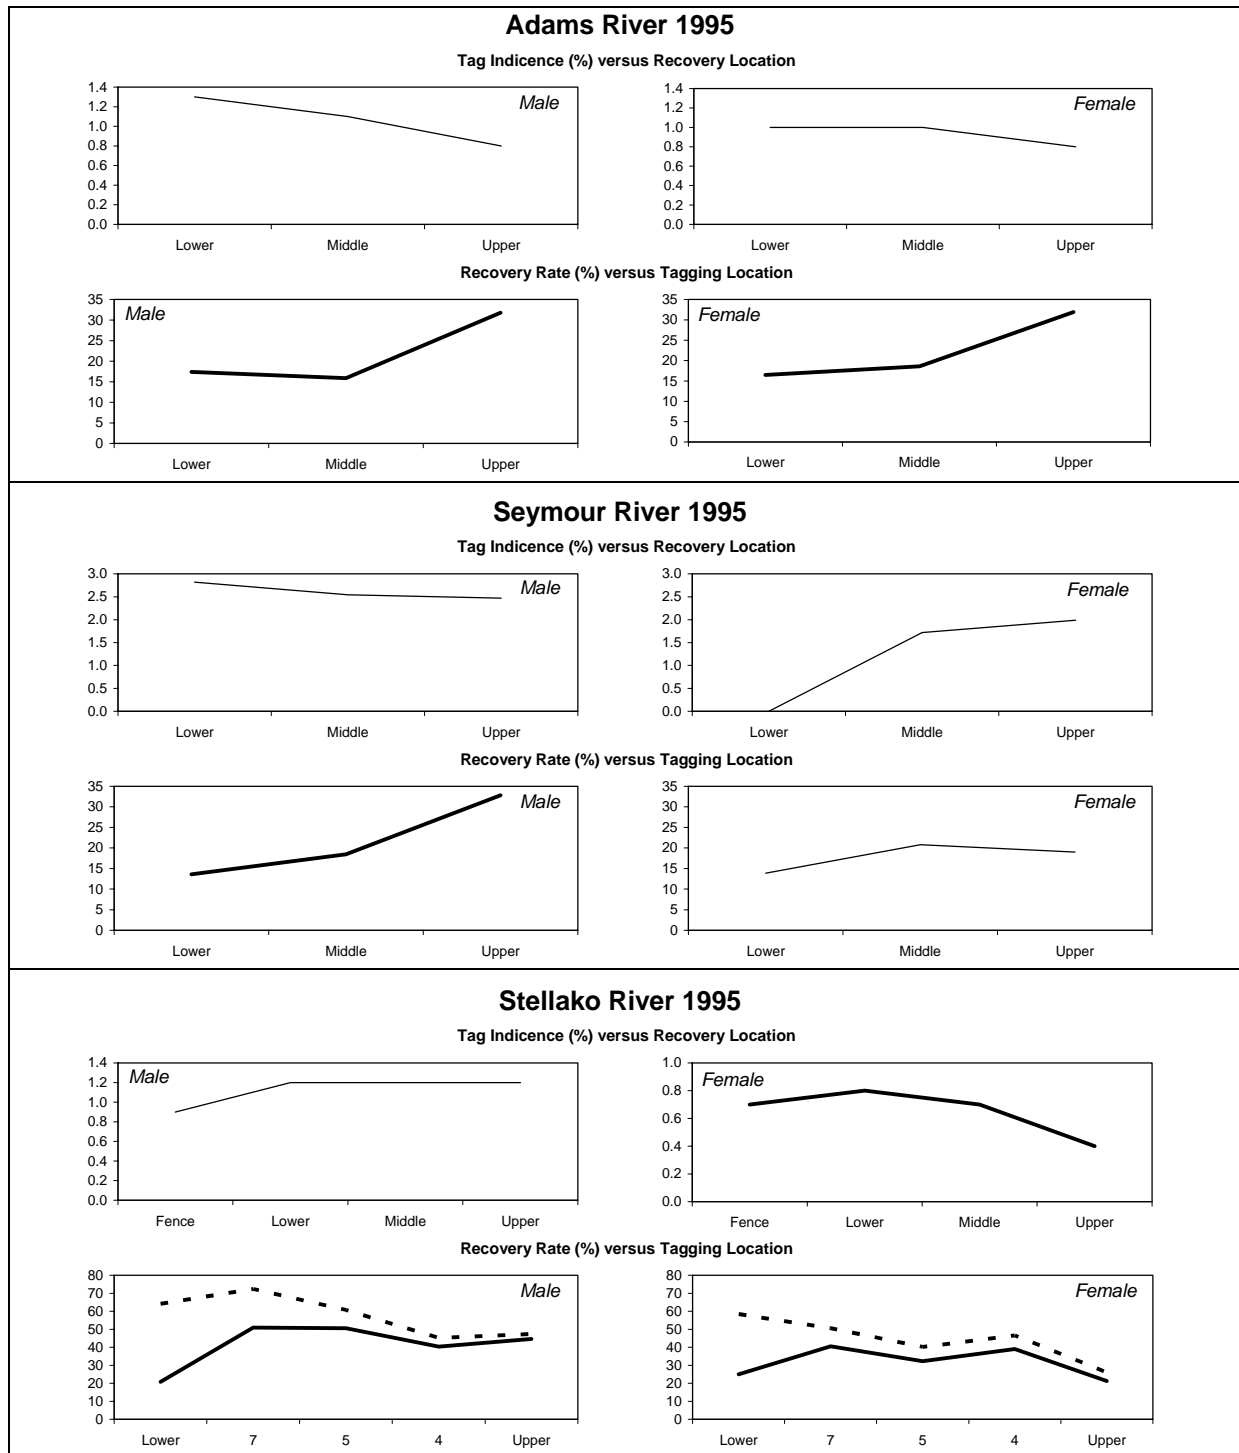 Adams River 1995
Tag Indicence (%) versus Recovery Location
1.4
1.2
1.0
0.8
0.6
0.4
0.2
0.0
Male
Lower Middle Upper
1.4
1.2
1.0
0.8
0.6
0.4
0.2
0.0
Female
Lower Middle Upper
Recovery Rate (%) versus Tagging Location
35
30
25
20
15
10
5
0
Male
Lower Middle Upper
35
30
25
20
15
10
5
0
Female
Lower Middle Upper
Seymour River 1995
Tag Indicence (%) versus Recovery Location
3.0
2.5
2.0
1.5
1.0
0.5
0.0
Male
Lower Middle Upper
3.0
2.5
2.0
1.5
1.0
0.5
0.0
Female
Lower Middle Upper
Recovery Rate (%) versus Tagging Location
35
30
25
20
15
10
5
0
Male
Lower Middle Upper
35
30
25
20
15
10
5
0
Female
Lower Middle Upper
Stellako River 1995
Tag Indicence (%) versus Recovery Location
1.4
1.2
1.0
0.8
0.6
0.4
0.2
0.0
Male
Fence Lower Middle Upper
1.0
0.8
0.6
0.4
0.2
0.0
Female
Fence Lower Middle Upper
Recovery Rate (%) versus Tagging Location
80
70
60
50
40
30
20
10
0
Male
Lower 7 5 4 Upper
80
70
60
50
40
30
20
10
0
Female
Lower 7 5 4 Upper